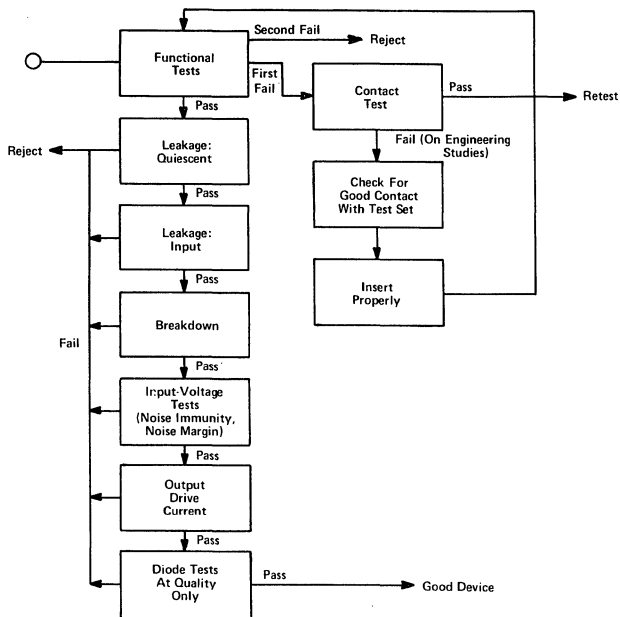 Second Fail
Reject
Functional
Tests
First
Fail
Contact
Test
Pass
Retest
Pass
Fail (On Engineering
Studies)
Reject
Leakage:
Quiescent
Check For
Good Contact
With Test Set
Pass
Leakage:
Input
Insert
Properly
Pass
Breakdown
Fail
Pass
Input-Voltage
Tests
(Noise Immunity,
Noise Margin)
Pass
Output
Drive
Current
Pass
Diode Tests
At Quality
Only
Pass
Good Device